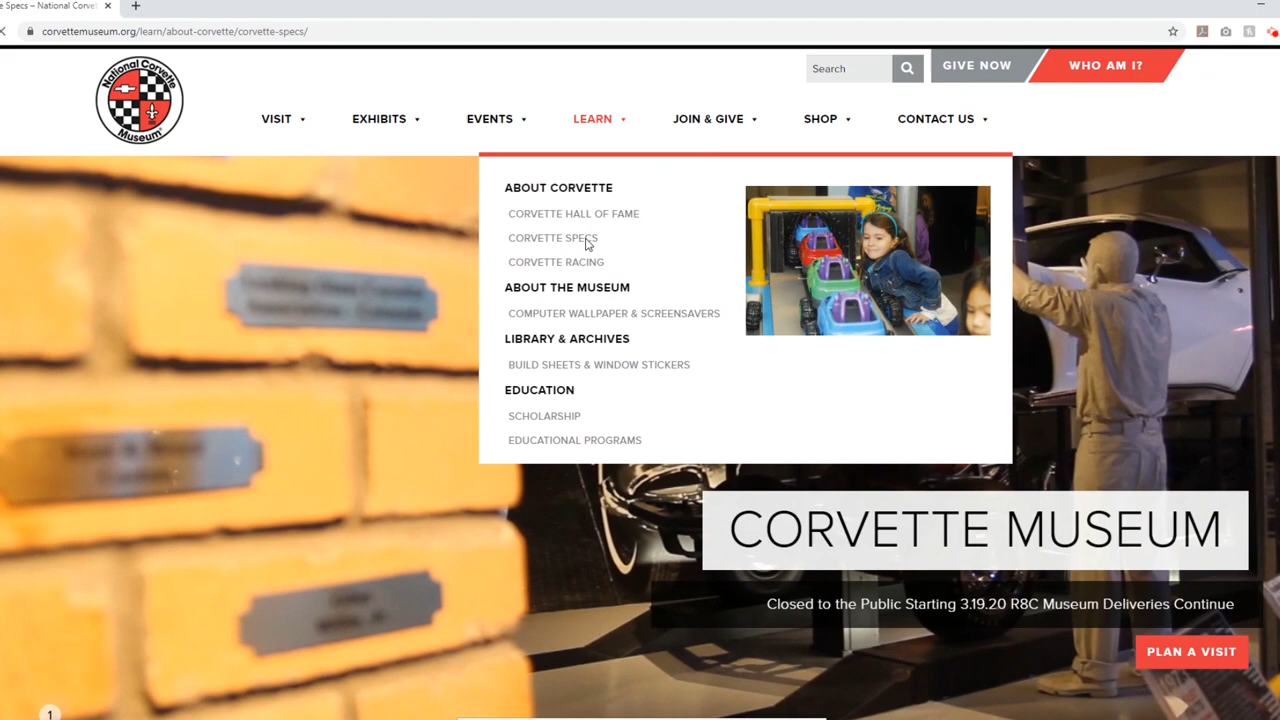 e Specs – National Corvet
corvettemuseum.org/learn/about-corvette/corvette-specs/
National Corvette
Museum
Search
GIVE NOW
WHO AM I?
VISIT
EXHIBITS
EVENTS
LEARN
JOIN & GIVE
SHOP
CONTACT US
ABOUT CORVETTE
CORVETTE HALL OF FAME
CORVETTE SPECS
CORVETTE RACING
ABOUT THE MUSEUM
COMPUTER WALLPAPER & SCREENSAVERS
LIBRARY & ARCHIVES
BUILD SHEETS & WINDOW STICKERS
EDUCATION
SCHOLARSHIP
EDUCATIONAL PROGRAMS
CORVETTE MUSEUM
Closed to the Public Starting 3.19.20 R8C Museum Deliveries Continue
PLAN A VISIT
1